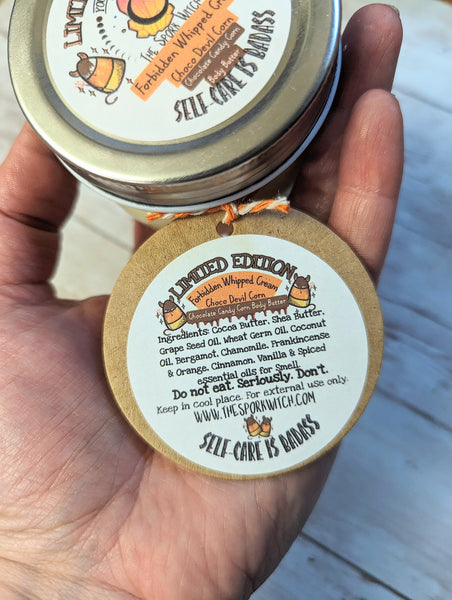 LIMITED
YOU
THE SPORK WITCH
Forbidden Whipped Cream
Choco Devil Corn
Chocolate Candy Corn
Body Butter
SELF-CARE IS BADASS
LIMITED EDITION
Forbidden Whipped Cream
Choco Devil Corn
Chocolate Candy Corn Body Butter
Ingredients: Cocoa Butter, Shea Butter,
Grape Seed Oil, Wheat Germ Oil, Coconut
Oil, Bergamot, Chamomile, Frankincense
& Orange, Cinnamon, Vanilla & Spiced
essential oils for Smell
Do not eat. Seriously. Don't.
Keep in cool place. For external use only.
WWW.THESPORKWITCH.COM
SELF-CARE IS BADASS